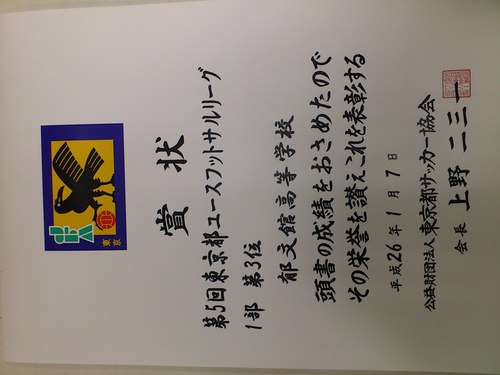 東京
賞状
第5回東京都ユースフットサルリーグ
1部 第3位
郁文館高等学校
頭書の成績をおさめたので
その栄誉を讃えこれを表彰する
平成26年1月7日
公益財団法人東京都サッカー協会
会長 上野二三一